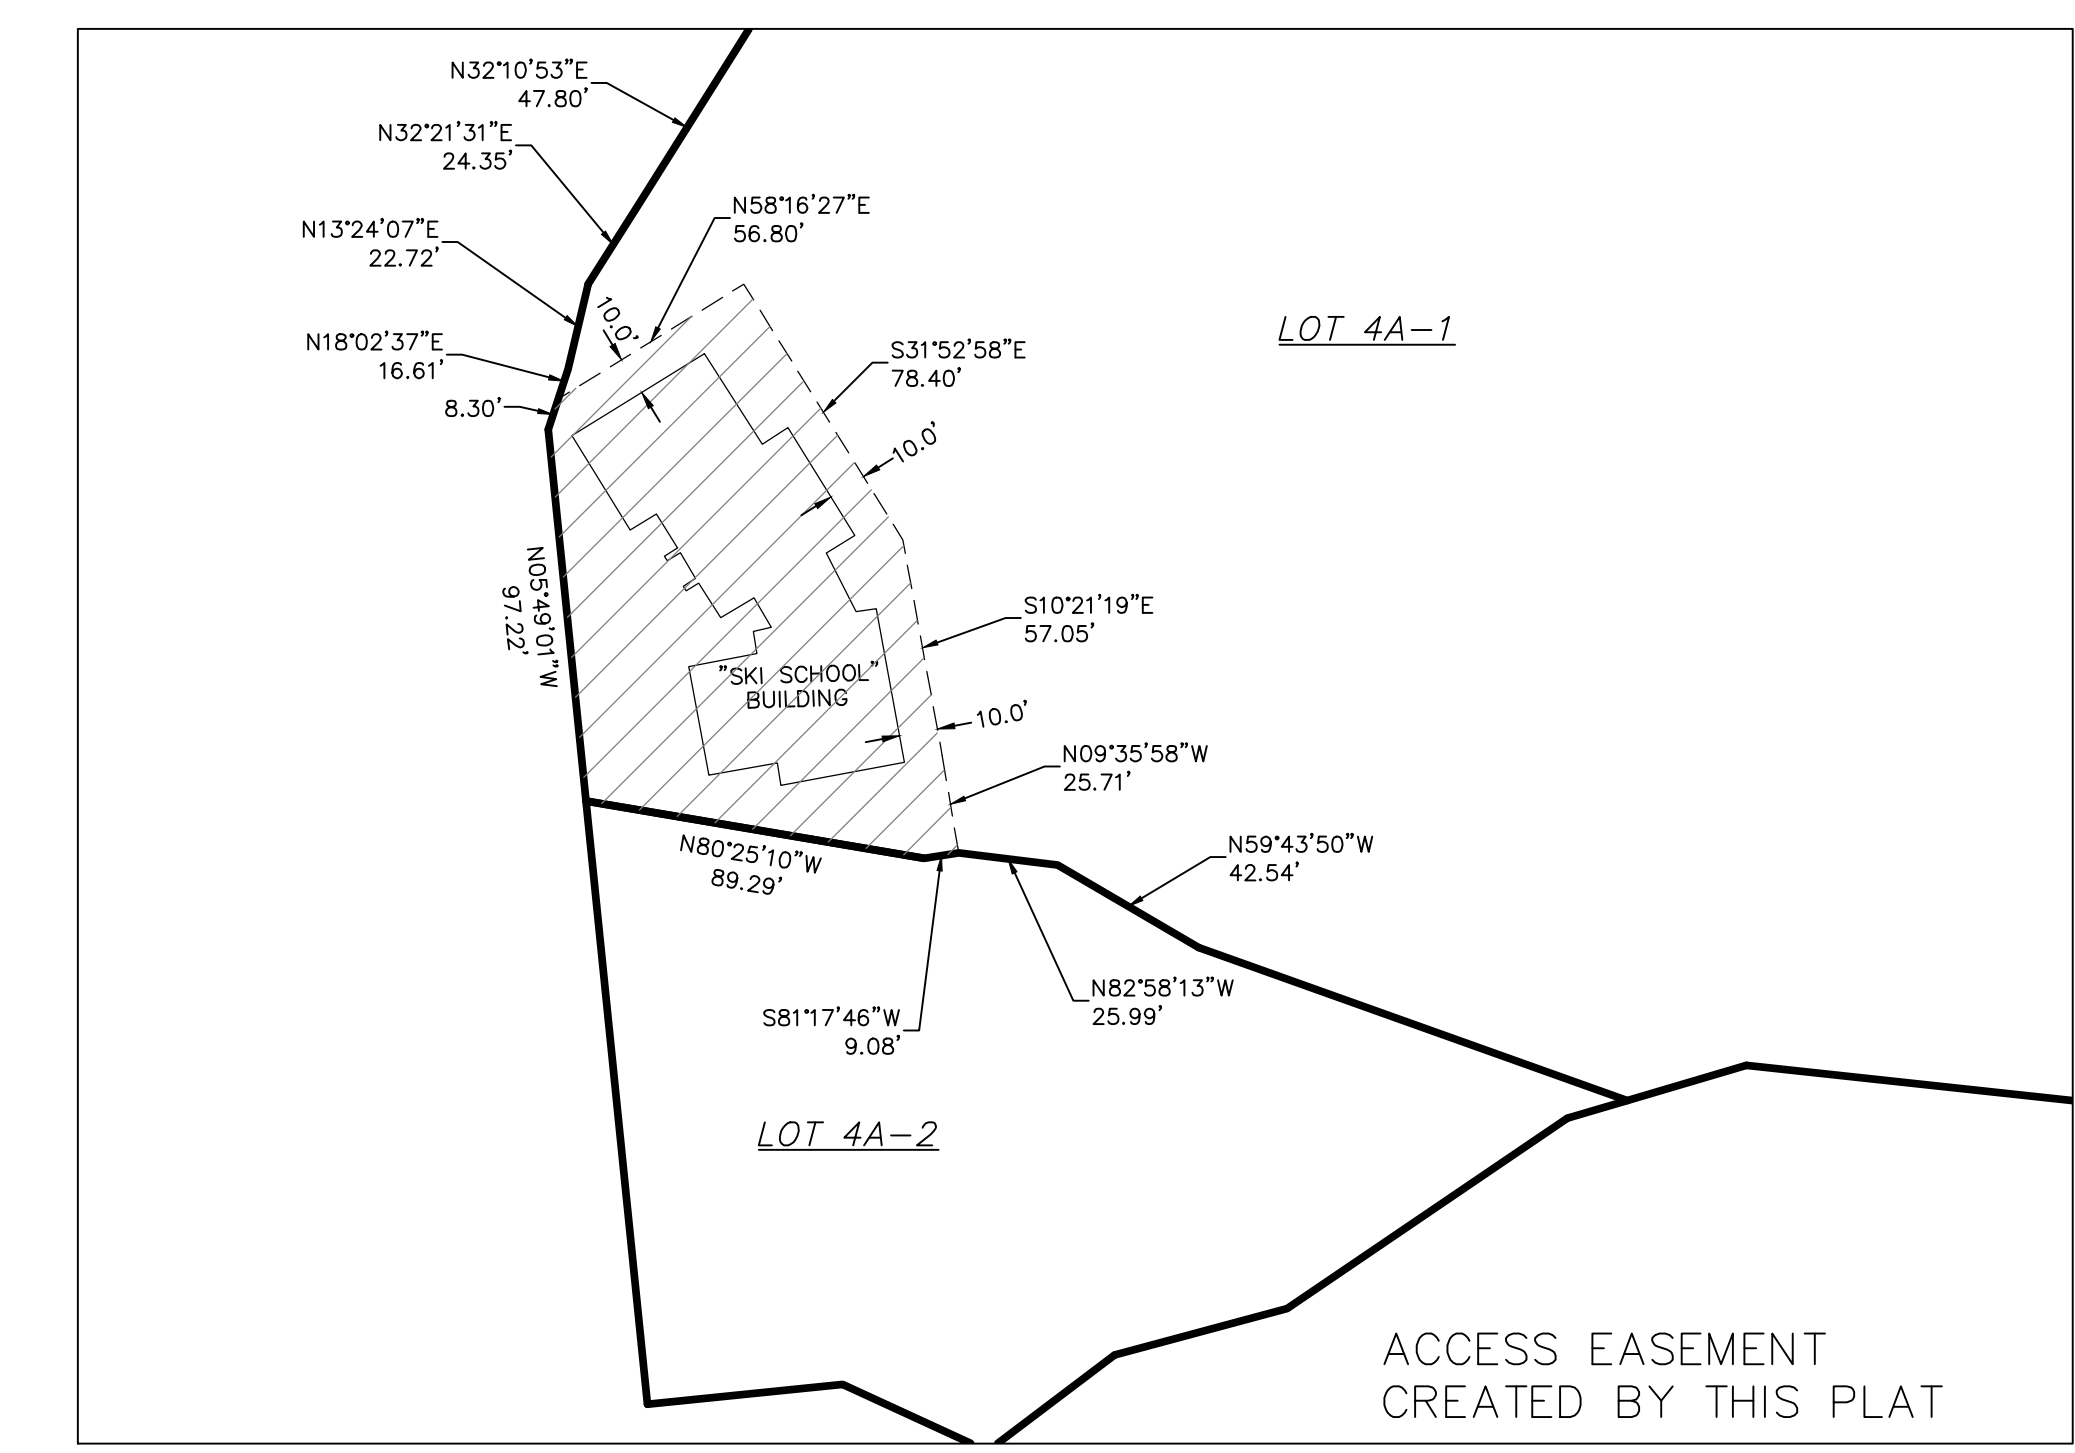 N32°10'53"E
47.80'
N32°21'31"E
24.35'
N58°16'27"E
56.80'
N13°24'07"E
22.72'
10.0'
N18°02'37"E
16.61'
LOT 4A-1
S31°52'58"E
78.40'
8.30'
10.0'
N05°49'01"W
97.22'
S10°21'19"E
57.05'
"SKI SCHOOL"
BUILDING
10.0'
N09°35'58"W
25.71'
N80°25'10"W
89.29'
N59°43'50"W
42.54'
N82°58'13"W
25.99'
S81°17'46"W
9.08'
LOT 4A-2
ACCESS EASEMENT
CREATED BY THIS PLAT